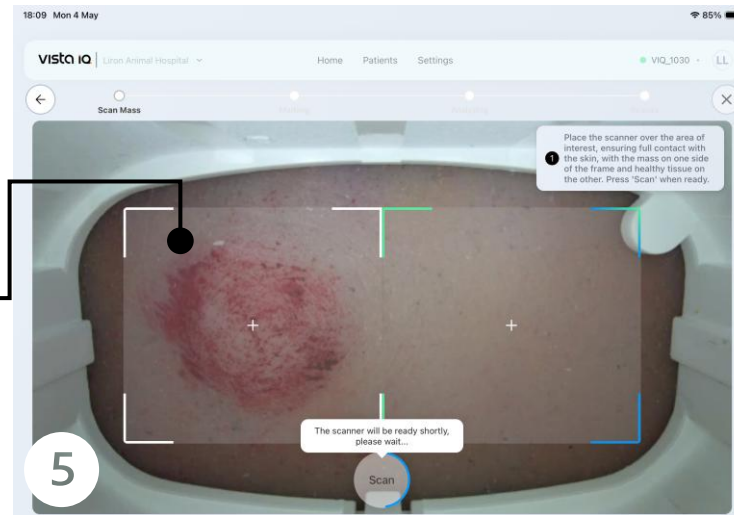 18:09 Mon 4 May
85%
vista iQ
Liron Animal Hospital
Home Patients Settings
VIQ_1030
LL
Scan Mass
1
Place the scanner over the area of
interest, ensuring full contact with
the skin, with the mass on one side
of the frame and healthy tissue on
the other. Press 'Scan' when ready.
The scanner will be ready shortly,
please wait...
Scan
5